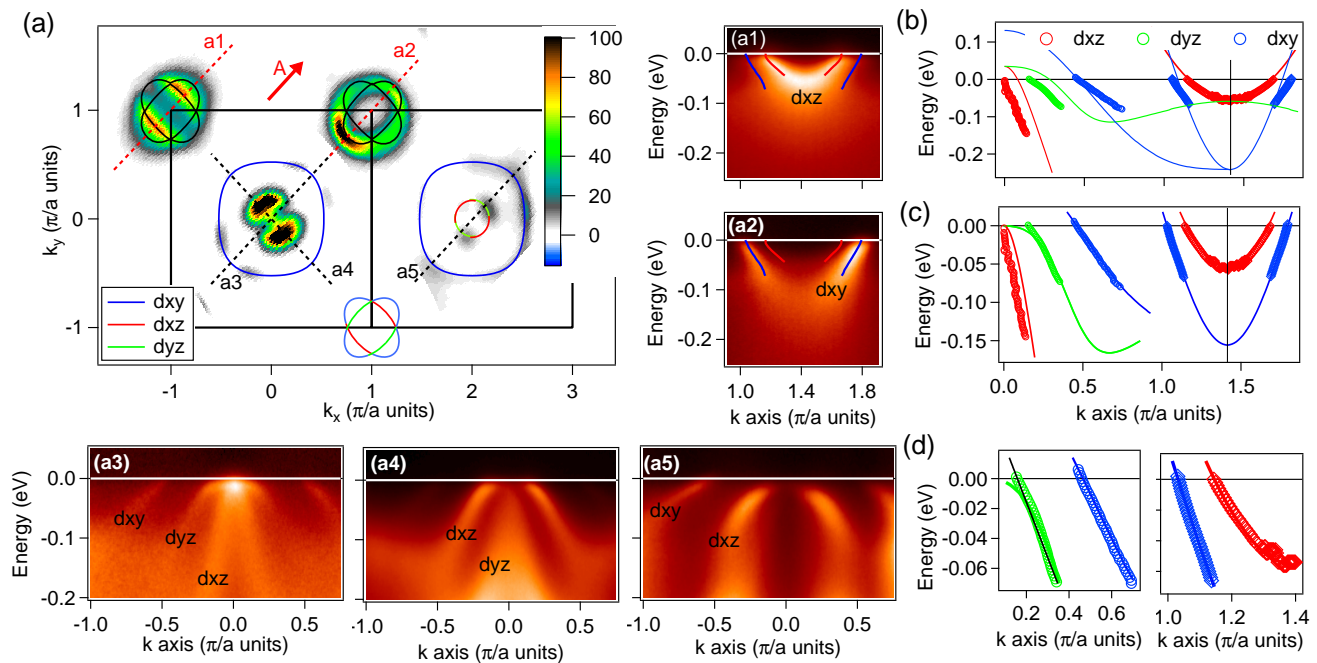 (a)
a1
a2
A
100
80
60
40
20
0
1
0
-1
k_y (π/a units)
a3
a4
a5
dxy
dxz
dyz
-1
0
1
2
3
k_x (π/a units)
(a1)
0.0
-0.1
-0.2
Energy (eV)
dxz
(a2)
0.0
-0.1
-0.2
Energy (eV)
dxy
1.0
1.4
1.8
k axis (π/a units)
(b)
dxz
dyz
dxy
0.1
0.0
-0.1
-0.2
Energy (eV)
(c)
0.00
-0.05
-0.10
-0.15
Energy (eV)
0.0
0.5
1.0
1.5
k axis (π/a units)
(a3)
0.0
-0.1
-0.2
Energy (eV)
dxy
dyz
dxz
-1.0
-0.5
0.0
0.5
k axis (π/a units)
(a4)
dxz
dyz
-1.0
-0.5
0.0
0.5
k axis (π/a units)
(a5)
dxy
dxz
-1.0
-0.5
0.0
0.5
k axis (π/a units)
(d)
0.00
-0.02
-0.04
-0.06
Energy (eV)
0.2
0.4
0.6
1.0
1.2
1.4
k axis (π/a units)